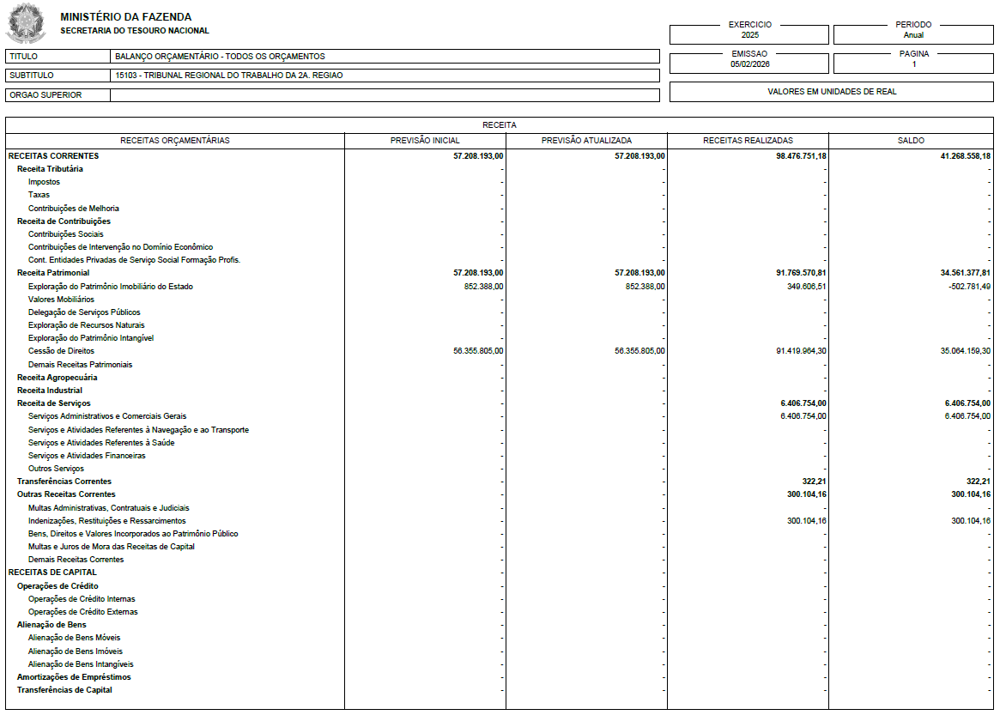 MINISTÉRIO DA FAZENDA
SECRETARIA DO TESOURO NACIONAL
EXERCICIO
2025
PERIODO
Anual
EMISSAO
05/02/2026
PAGINA
1
VALORES EM UNIDADES DE REAL
TITULO BALANÇO ORÇAMENTÁRIO - TODOS OS ORÇAMENTOS
SUBTITULO 15103 - TRIBUNAL REGIONAL DO TRABALHO DA 2A. REGIAO
ORGAO SUPERIOR
RECEITA
RECEITAS ORÇAMENTÁRIAS PREVISÃO INICIAL PREVISÃO ATUALIZADA RECEITAS REALIZADAS SALDO
RECEITAS CORRENTES 57.208.193,00 57.208.193,00 98.476.751,18 41.268.558,18
Receita Tributária - - - -
Impostos - - - -
Taxas - - - -
Contribuições de Melhoria - - - -
Receita de Contribuições - - - -
Contribuições Sociais - - - -
Contribuições de Intervenção no Domínio Econômico - - - -
Cont. Entidades Privadas de Serviço Social Formação Profis. - - - -
Receita Patrimonial 57.208.193,00 57.208.193,00 91.769.570,81 34.561.377,81
Exploração do Patrimônio Imobiliário do Estado 852.388,00 852.388,00 349.606,51 -502.781,49
Valores Mobiliários - - - -
Delegação de Serviços Públicos - - - -
Exploração de Recursos Naturais - - - -
Exploração do Patrimônio Intangível - - - -
Cessão de Direitos 56.355.805,00 56.355.805,00 91.419.964,30 35.064.159,30
Demais Receitas Patrimoniais - - - -
Receita Agropecuária - - - -
Receita Industrial - - - -
Receita de Serviços - - 6.406.754,00 6.406.754,00
Serviços Administrativos e Comerciais Gerais - - 6.406.754,00 6.406.754,00
Serviços e Atividades Referentes à Navegação e ao Transporte - - - -
Serviços e Atividades Referentes à Saúde - - - -
Serviços e Atividades Financeiras - - - -
Outros Serviços - - - -
Transferências Correntes - - 322,21 322,21
Outras Receitas Correntes - - 300.104,16 300.104,16
Multas Administrativas, Contratuais e Judiciais - - - -
Indenizações, Restituições e Ressarcimentos - - 300.104,16 300.104,16
Bens, Direitos e Valores Incorporados ao Patrimônio Público - - - -
Multas e Juros de Mora das Receitas de Capital - - - -
Demais Receitas Correntes - - - -
RECEITAS DE CAPITAL - - - -
Operações de Crédito - - - -
Operações de Crédito Internas - - - -
Operações de Crédito Externas - - - -
Alienação de Bens - - - -
Alienação de Bens Móveis - - - -
Alienação de Bens Imóveis - - - -
Alienação de Bens Intangíveis - - - -
Amortizações de Empréstimos - - - -
Transferências de Capital - - - -